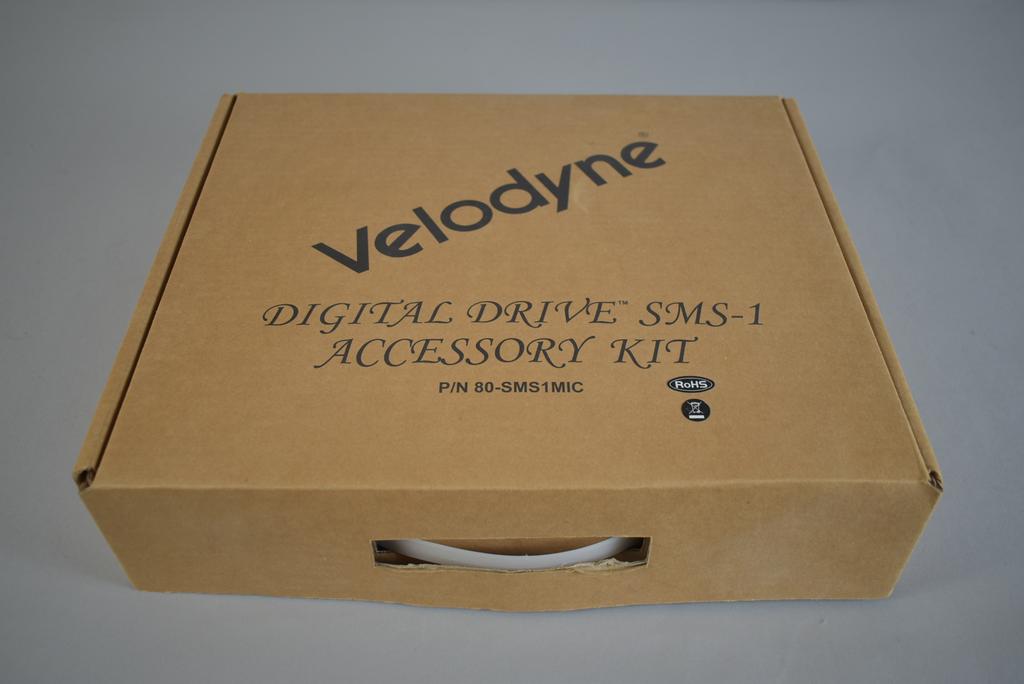 Velodyne®
DIGITAL DRIVE™ SMS-1
ACCESSORY KIT
P/N 80-SMS1MIC
RoHS